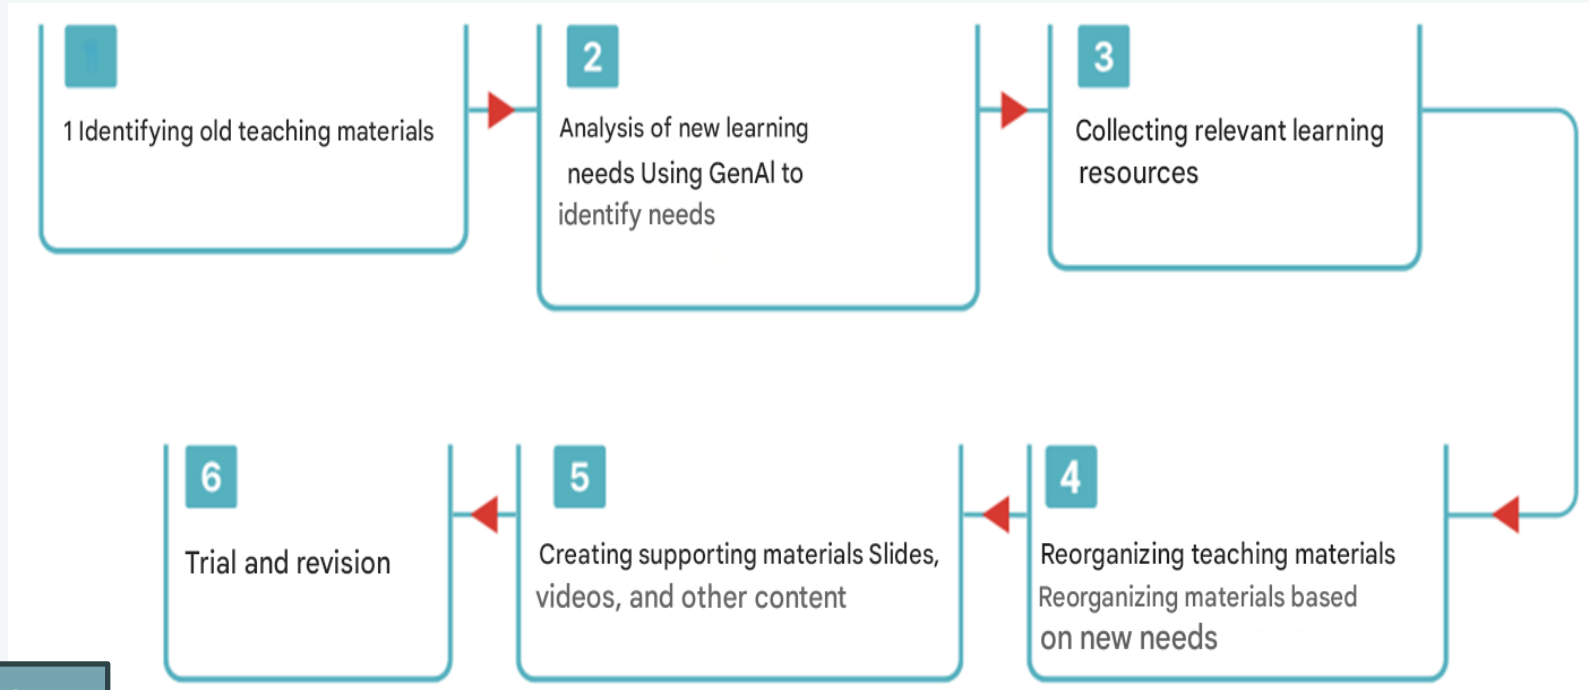 1
1 Identifying old teaching materials
2
Analysis of new learning
needs Using GenAI to
identify needs
3
Collecting relevant learning
resources
4
Reorganizing teaching materials
Reorganizing materials based
on new needs
5
Creating supporting materials Slides,
videos, and other content
6
Trial and revision